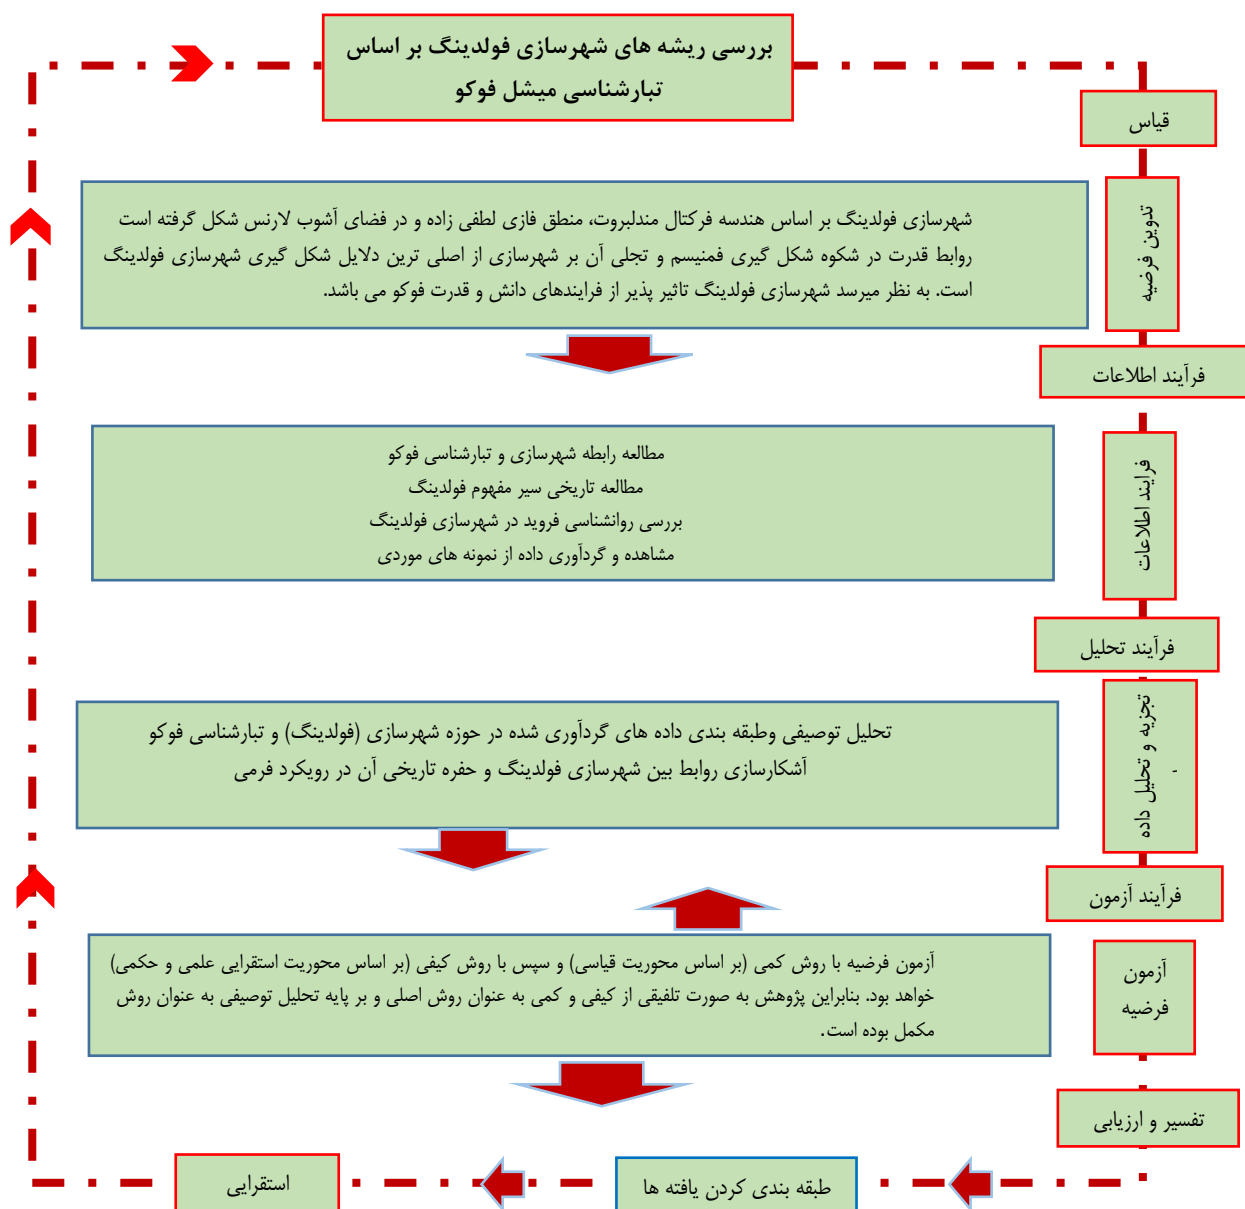 بررسی ریشه های شهرسازی فولدینگ بر اساس
تبارشناسی میشل فوکو
قیاس
تدوین فرضیه
شهرسازی فولدینگ بر اساس هندسه فرکتال مندلبروت، منطق فازی لطفی زاده و در فضای آشوب لارنس شکل گرفته است
روابط قدرت در شکوه شکل گیری فمنیسم و تجلی آن بر شهرسازی از اصلی ترین دلایل شکل گیری شهرسازی فولدینگ
است. به نظر میرسد شهرسازی فولدینگ تاثیر پذیر از فرایندهای دانش و قدرت فوکو می باشد.
فرآیند اطلاعات
فرایند اطلاعات
مطالعه رابطه شهرسازی و تبارشناسی فوکو
مطالعه تاریخی سیر مفهوم فولدینگ
بررسی روانشناسی فروید در شهرسازی فولدینگ
مشاهده و گردآوری داده از نمونه های موردی
فرآیند تحلیل
تجزیه و تحلیل داده
تحلیل توصیفی وطبقه بندی داده های گردآوری شده در حوزه شهرسازی (فولدینگ) و تبارشناسی فوکو
آشکارسازی روابط بین شهرسازی فولدینگ و حفره تاریخی آن در رویکرد فرمی
فرآیند آزمون
آزمون
فرضیه
آزمون فرضیه با روش کمی (بر اساس محوریت قیاسی) و سپس با روش کیفی (بر اساس محوریت استقرایی علمی و حکمی)
خواهد بود. بنابراین پژوهش به صورت تلفیقی از کیفی و کمی به عنوان روش اصلی و بر پایه تحلیل توصیفی به عنوان روش
مکمل بوده است.
تفسیر و ارزیابی
طبقه بندی کردن یافته ها
استقرایی